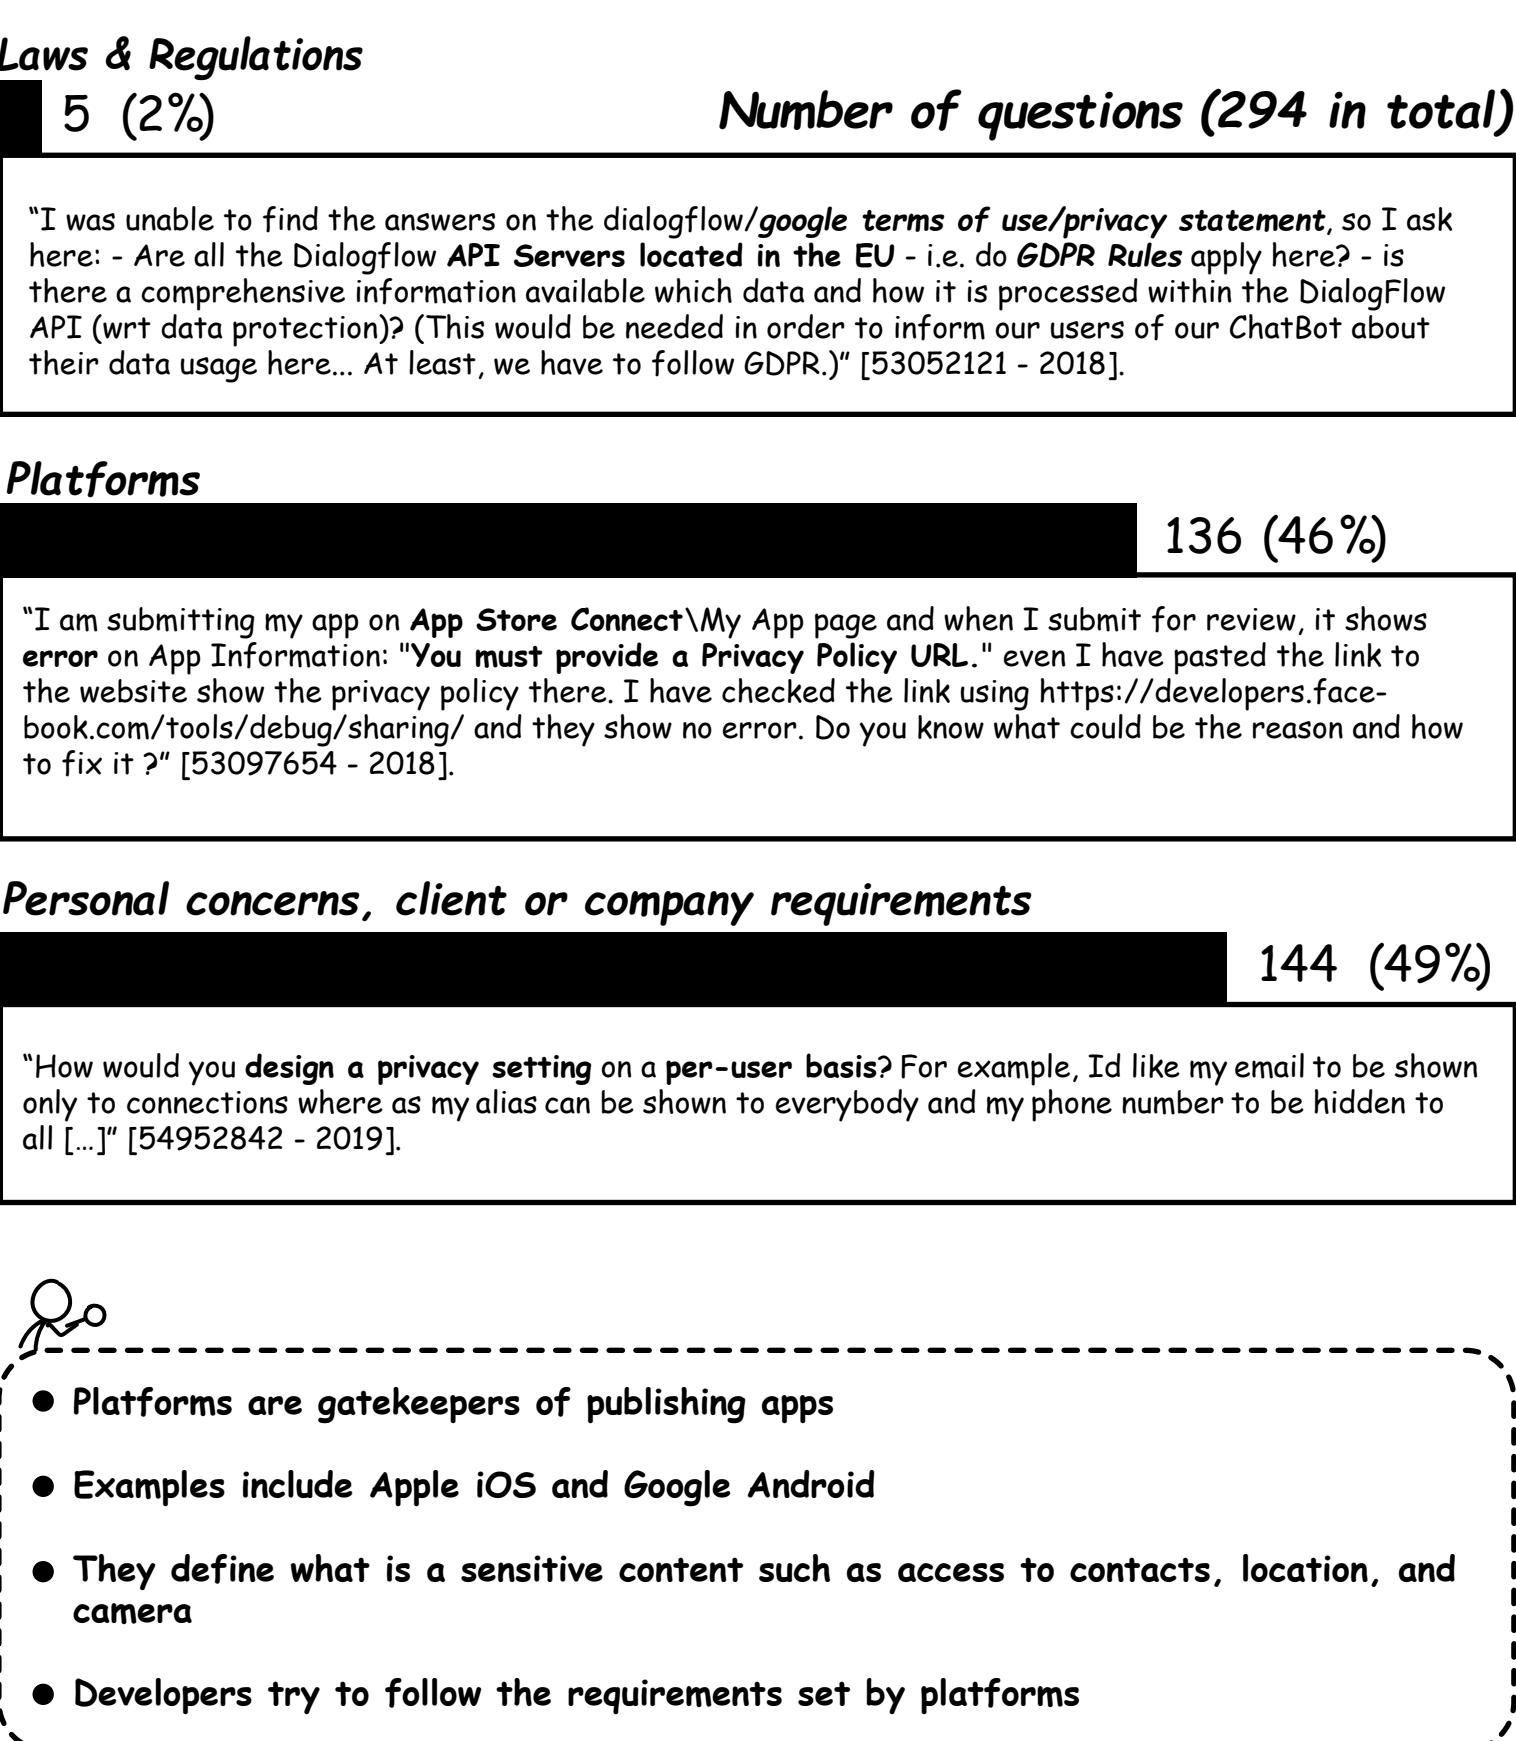 Laws & Regulations
5 (2%)
Number of questions (294 in total)
“I was unable to find the answers on the dialogflow/google terms of use/privacy statement, so I ask
here: - Are all the Dialogflow API Servers located in the EU - i.e. do GDPR Rules apply here? - is
there a comprehensive information available which data and how it is processed within the DialogFlow
API (wrt data protection)? (This would be needed in order to inform our users of our ChatBot about
their data usage here... At least, we have to follow GDPR.)” [53052121 - 2018].
Platforms
136 (46%)
“I am submitting my app on App Store Connect\My App page and when I submit for review, it shows
error on App Information: "You must provide a Privacy Policy URL." even I have pasted the link to
the website show the privacy policy there. I have checked the link using https://developers.face-
book.com/tools/debug/sharing/ and they show no error. Do you know what could be the reason and how
to fix it ?” [53097654 - 2018].
Personal concerns, client or company requirements
144 (49%)
“How would you design a privacy setting on a per-user basis? For example, Id like my email to be shown
only to connections where as my alias can be shown to everybody and my phone number to be hidden to
all [...]” [54952842 - 2019].
● Platforms are gatekeepers of publishing apps
● Examples include Apple iOS and Google Android
● They define what is a sensitive content such as access to contacts, location, and
camera
● Developers try to follow the requirements set by platforms